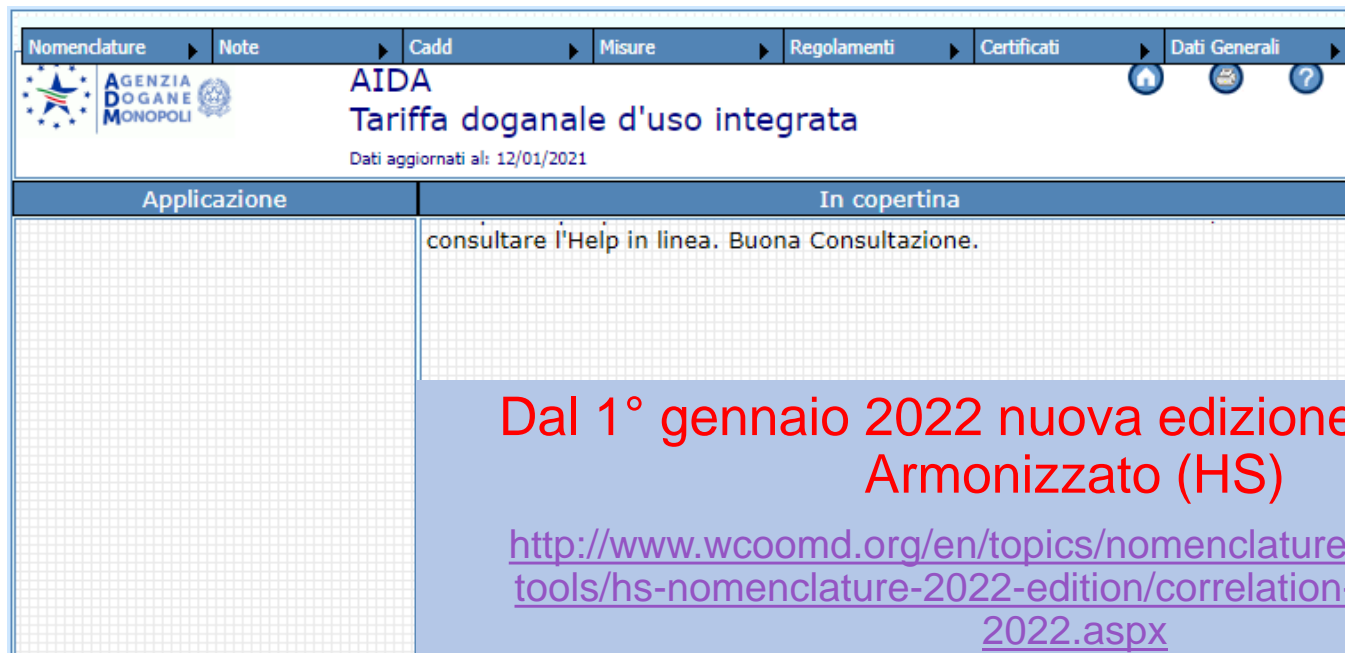 Nomenclature Note Cadd Misure Regolamenti Certificati Dati Generali
AGENZIA
DOGANE
MONOPOLI
AIDA
Tariffa doganale d'uso integrata
Dati aggiornati al: 12/01/2021
Applicazione In copertina
consultare l'Help in linea. Buona Consultazione.
Dal 1° gennaio 2022 nuova edizione
Armonizzato (HS)
http://www.wcoomd.org/en/topics/nomenclature
tools/hs-nomenclature-2022-edition/correlation-
2022.aspx